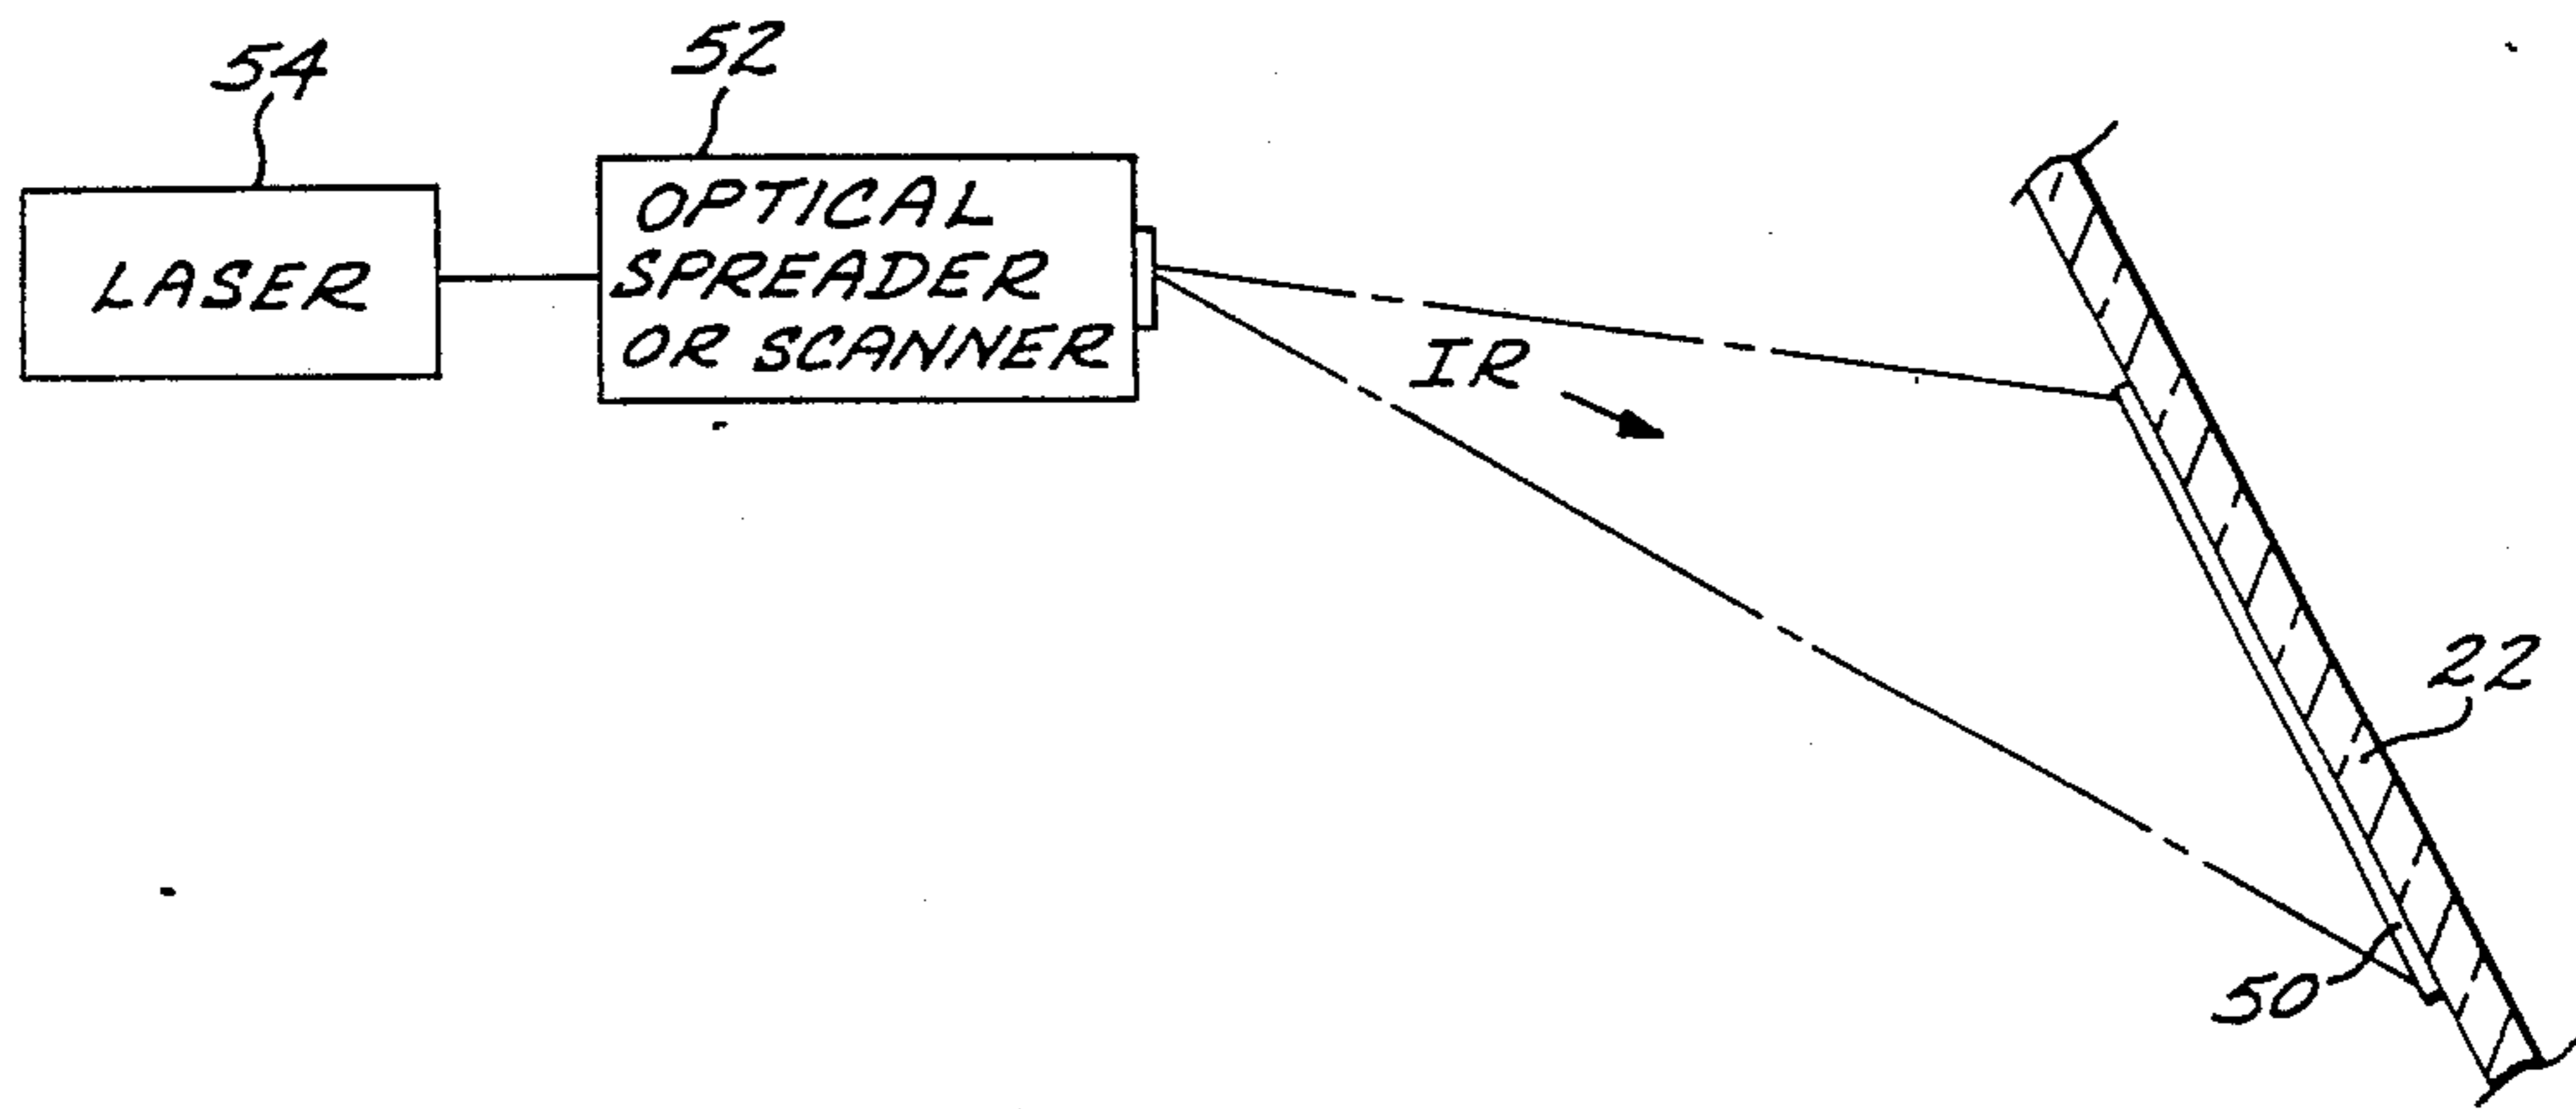 54
52
LASER
OPTICAL
SPREADER
OR SCANNER
IR
22
50